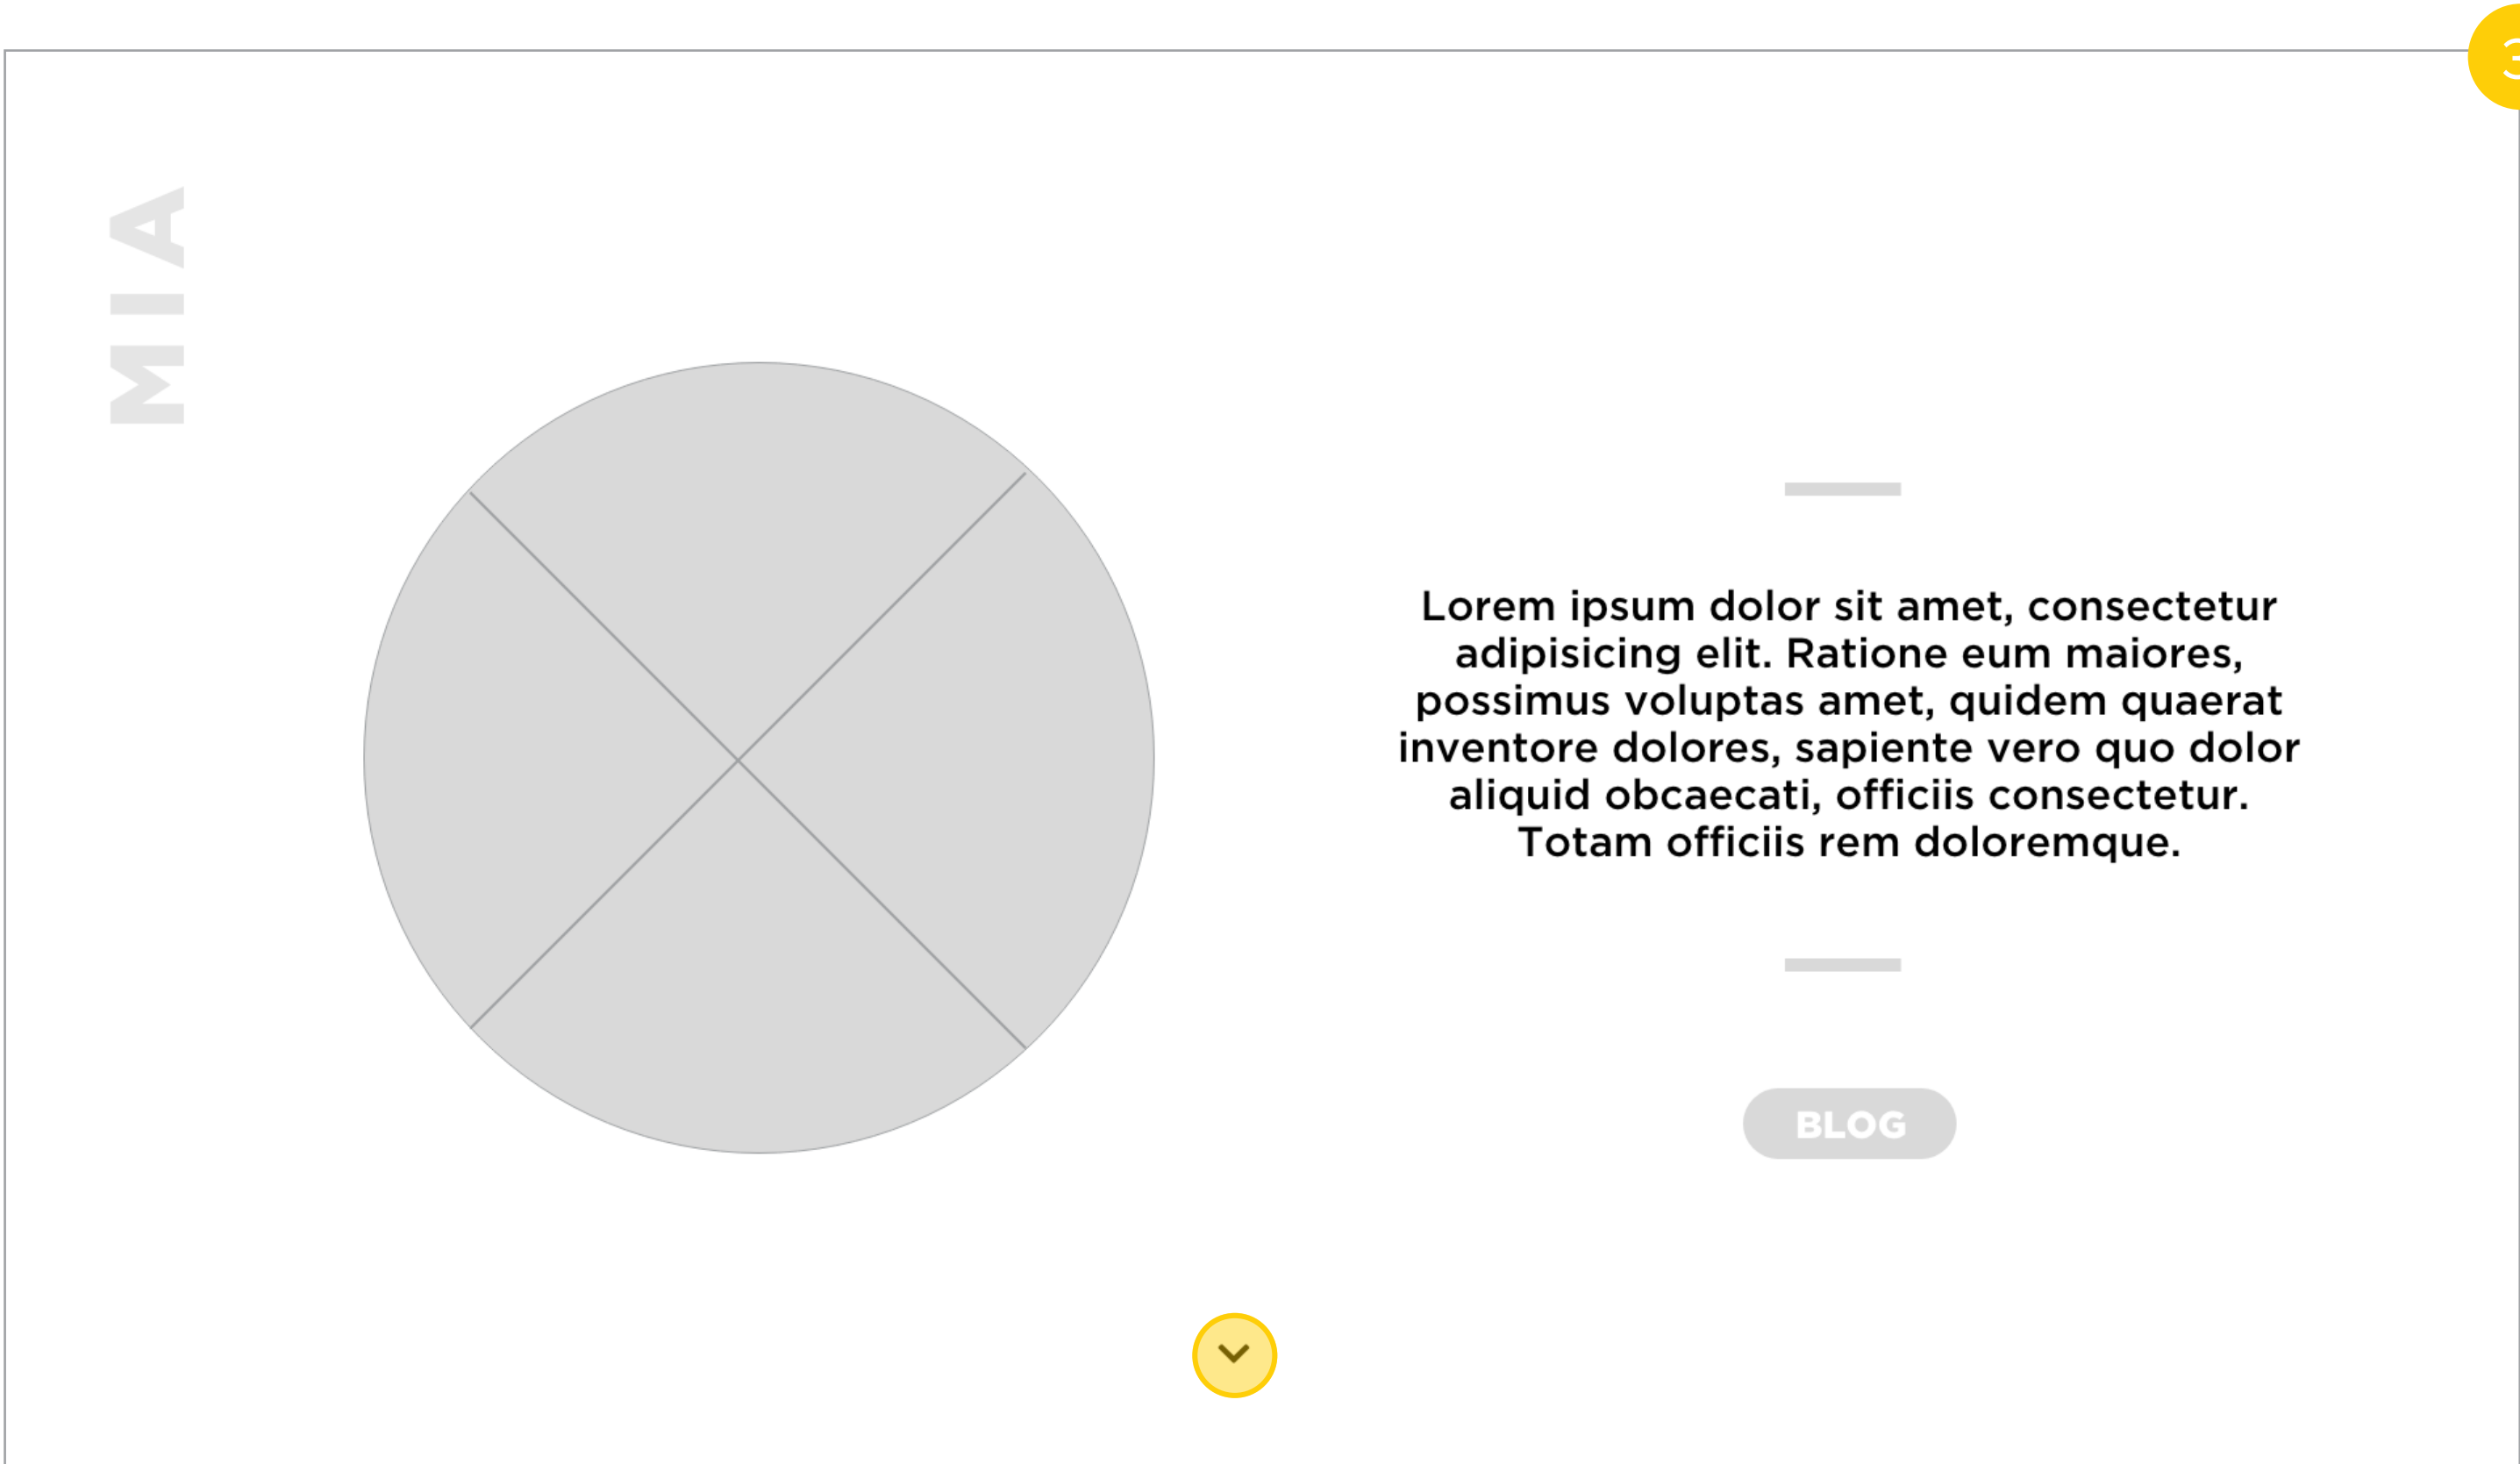 3
MIA
Lorem ipsum dolor sit amet, consectetur
adipisicing elit. Ratione eum maiores,
possimus voluptas amet, quidem quaerat
inventore dolores, sapiente vero quo dolor
aliquid obcaecati, officiis consectetur.
Totam officiis rem doloremque.
BLOG